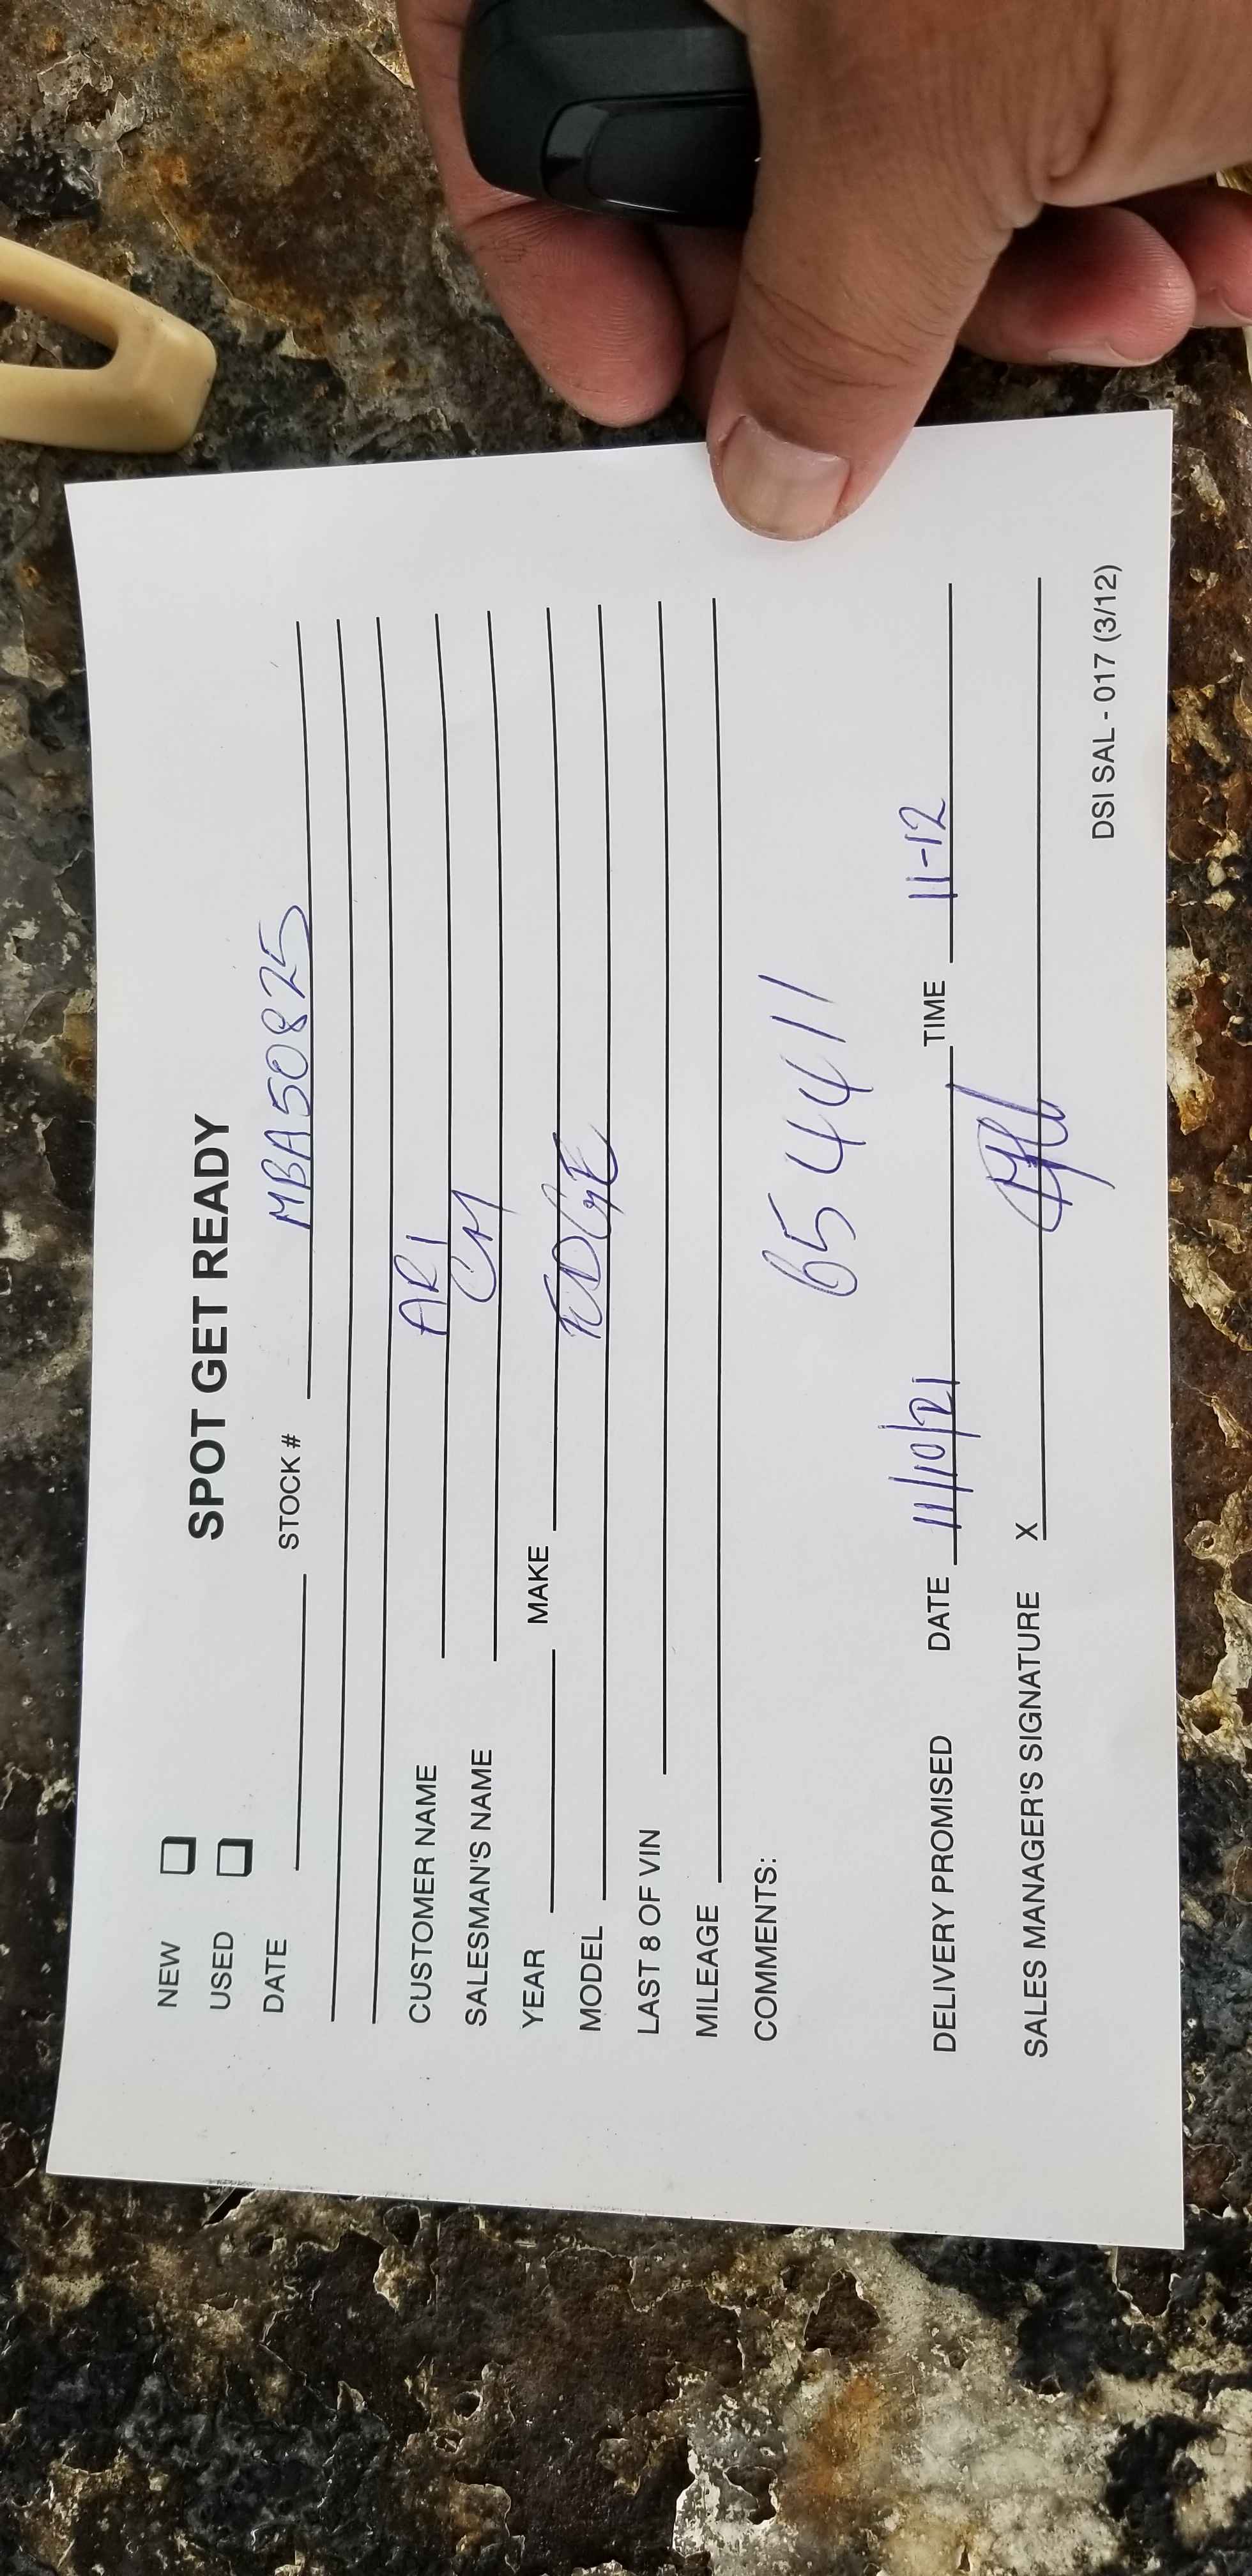 SPOT GET READY
NEW
USED
DATE STOCK # MBA50825
CUSTOMER NAME ARI
SALESMAN'S NAME CM
YEAR MAKE
MODEL EDGE
LAST 8 OF VIN
MILEAGE
COMMENTS:
654411
DELIVERY PROMISED DATE 11/10/21 TIME 11-12
SALES MANAGER'S SIGNATURE X
DSI SAL - 017 (3/12)